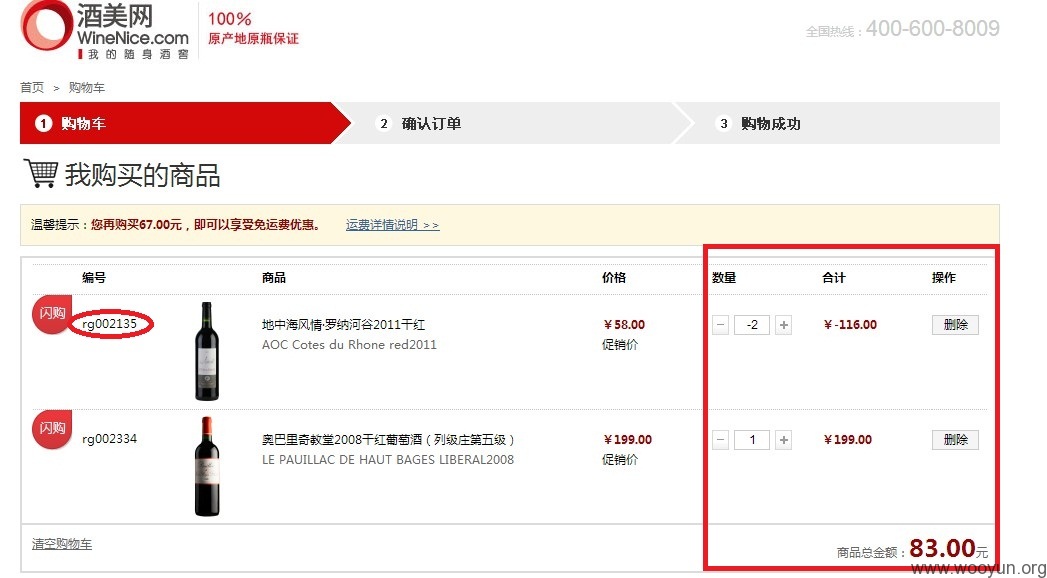 酒美网
WineNice.com
我的随身酒窖
100%
原产地原瓶保证
全国热线：400-600-8009
首页 > 购物车
1 购物车
2 确认订单
3 购物成功
我购买的商品
温馨提示：您再购买67.00元，即可以享受免运费优惠。 运费详情说明 >>
编号 商品 价格 数量 合计 操作
闪购 rg002135 地中海风情·罗纳河谷2011干红 ￥58.00 - -2 + ￥-116.00 删除
AOC Cotes du Rhone red2011 促销价
闪购 rg002334 奥巴里奇教堂2008干红葡萄酒（列级庄第五级） ￥199.00 - 1 + ￥199.00 删除
LE PAUILLAC DE HAUT BAGES LIBERAL2008 促销价
清空购物车 商品总金额：83.00元
www.wooyun.org